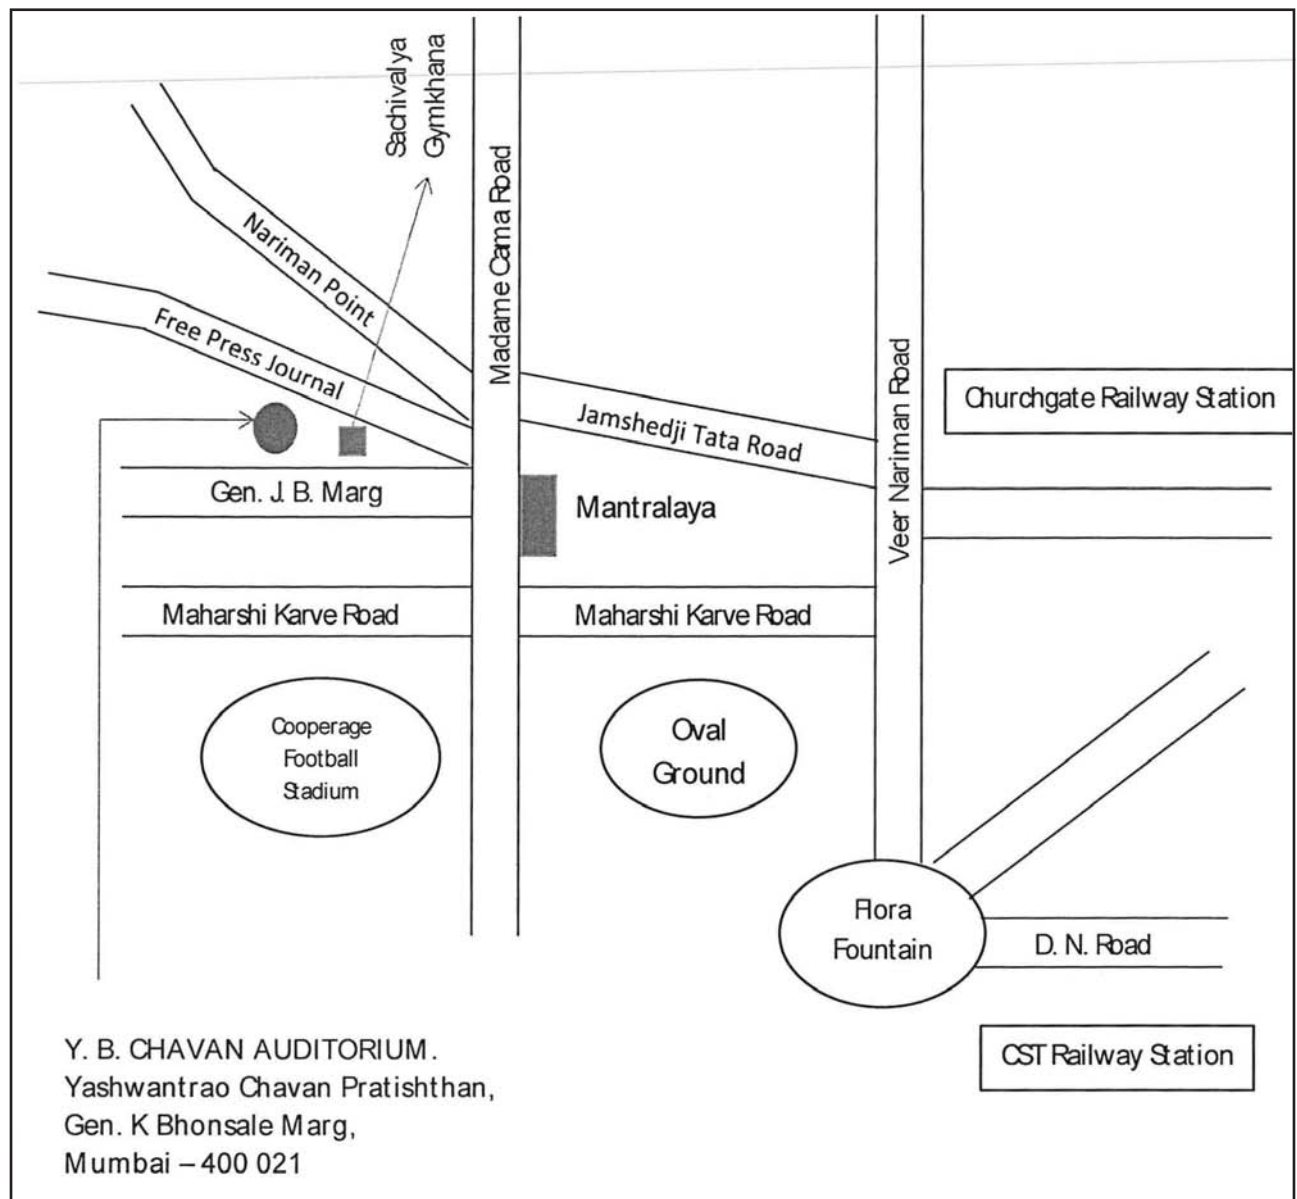 Sachivalya
Gymkhana
Madame Cama Road
Nariman Point
Free Press Journal
Jamshedji Tata Road
Veer Nariman Road
Churchgate Railway Station
Gen. J. B. Marg
Mantralaya
Maharshi Karve Road
Maharshi Karve Road
Cooperage
Football
Stadium
Oval
Ground
Flora
Fountain
D. N. Road
CST Railway Station
Y. B. CHAVAN AUDITORIUM.
Yashwantrao Chavan Pratishthan,
Gen. K Bhonsale Marg,
Mumbai – 400 021